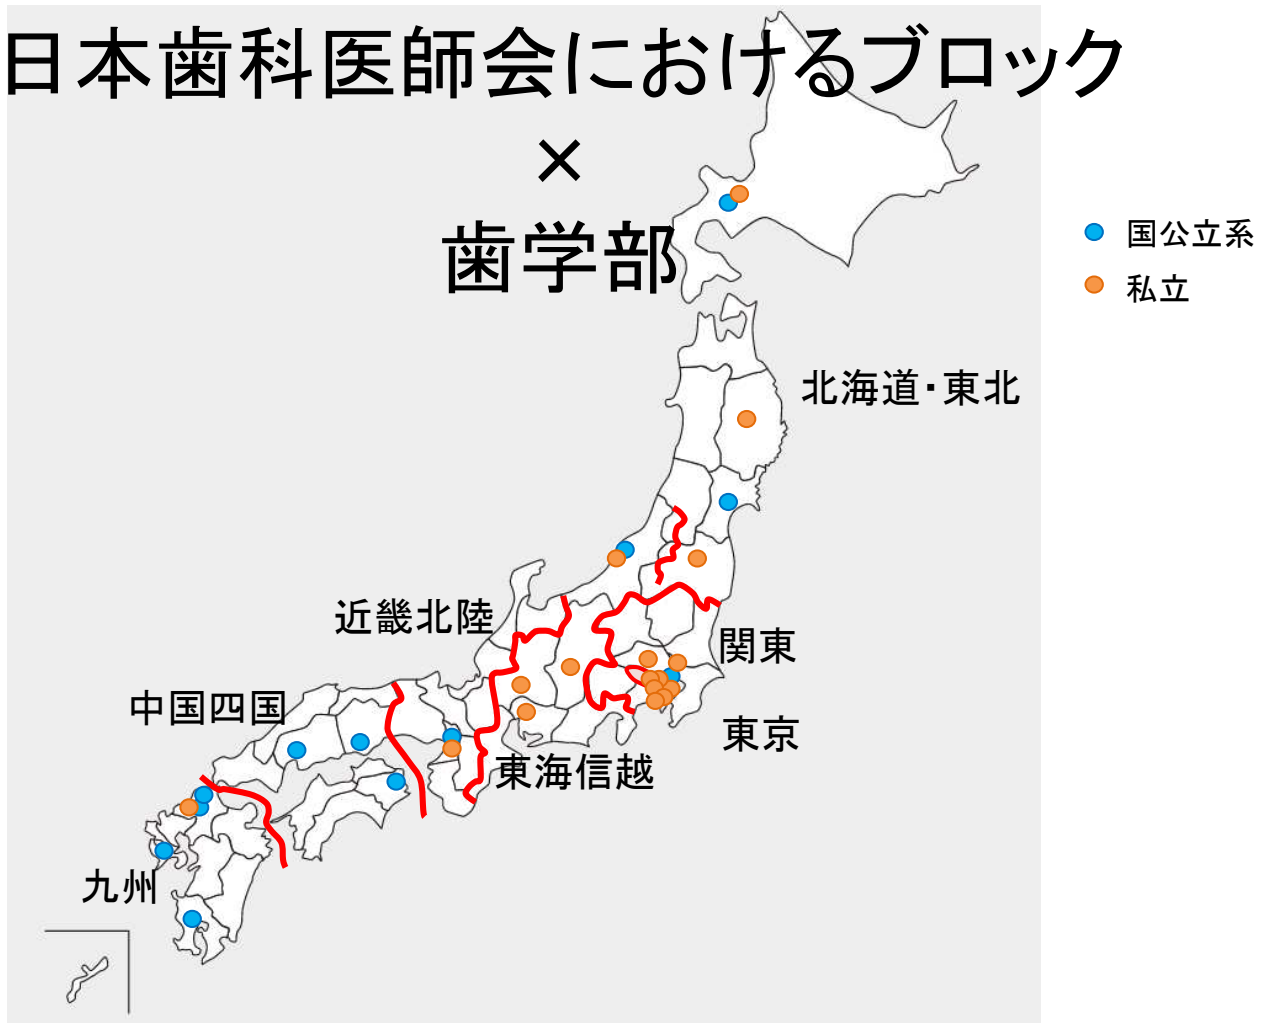 日本歯科医師会におけるブロック
×
歯学部
国公立系
私立
北海道・東北
近畿北陸
関東
中国四国
東京
東海信越
九州